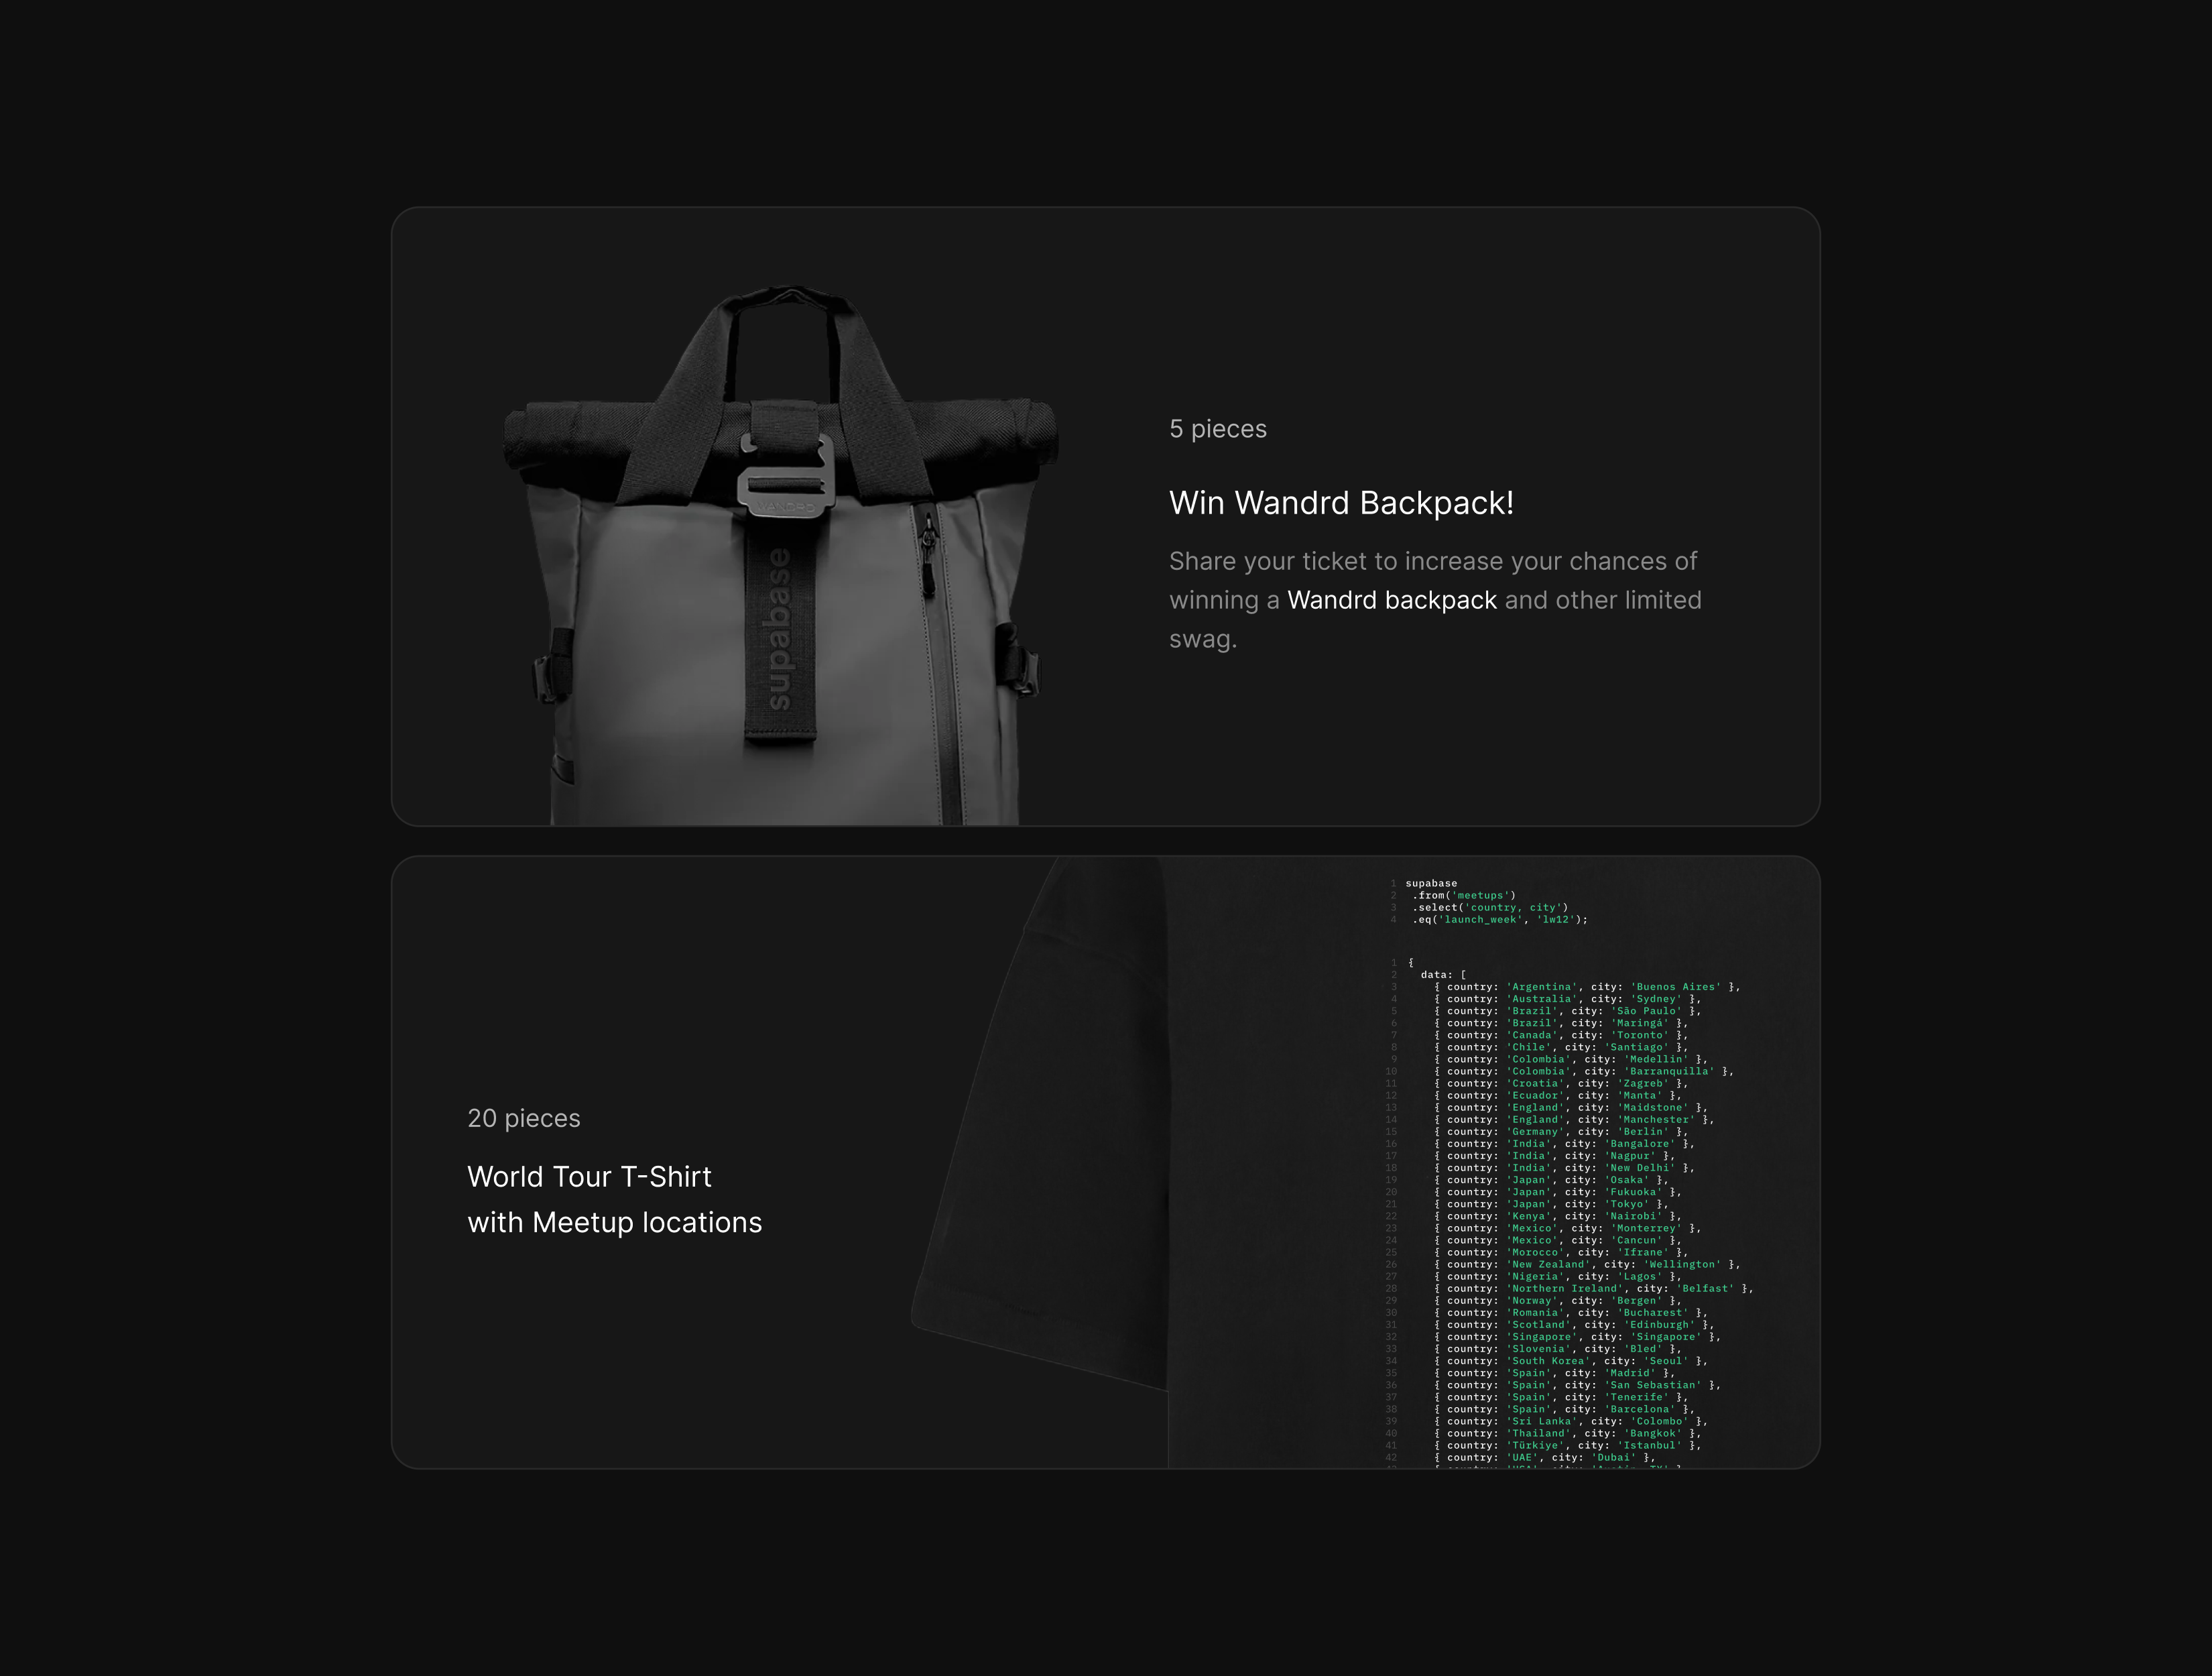 WANDRD
supabase
5 pieces
Win Wandrd Backpack!
Share your ticket to increase your chances of
winning a Wandrd backpack and other limited
swag.
20 pieces
World Tour T-Shirt
with Meetup locations
1 supabase
2 .from('meetups')
3 .select('country, city')
4 .eq('launch_week', 'lw12');
1 {
2 data: [
3 { country: 'Argentina', city: 'Buenos Aires' },
4 { country: 'Australia', city: 'Sydney' },
5 { country: 'Brazil', city: 'São Paulo' },
6 { country: 'Brazil', city: 'Maringá' },
7 { country: 'Canada', city: 'Toronto' },
8 { country: 'Chile', city: 'Santiago' },
9 { country: 'Colombia', city: 'Medellin' },
10 { country: 'Colombia', city: 'Barranquilla' },
11 { country: 'Croatia', city: 'Zagreb' },
12 { country: 'Ecuador', city: 'Manta' },
13 { country: 'England', city: 'Maidstone' },
14 { country: 'England', city: 'Manchester' },
15 { country: 'Germany', city: 'Berlin' },
16 { country: 'India', city: 'Bangalore' },
17 { country: 'India', city: 'Nagpur' },
18 { country: 'India', city: 'New Delhi' },
19 { country: 'Japan', city: 'Osaka' },
20 { country: 'Japan', city: 'Fukuoka' },
21 { country: 'Japan', city: 'Tokyo' },
22 { country: 'Kenya', city: 'Nairobi' },
23 { country: 'Mexico', city: 'Monterrey' },
24 { country: 'Mexico', city: 'Cancun' },
25 { country: 'Morocco', city: 'Ifrane' },
26 { country: 'New Zealand', city: 'Wellington' },
27 { country: 'Nigeria', city: 'Lagos' },
28 { country: 'Northern Ireland', city: 'Belfast' },
29 { country: 'Norway', city: 'Bergen' },
30 { country: 'Romania', city: 'Bucharest' },
31 { country: 'Scotland', city: 'Edinburgh' },
32 { country: 'Singapore', city: 'Singapore' },
33 { country: 'Slovenia', city: 'Bled' },
34 { country: 'South Korea', city: 'Seoul' },
35 { country: 'Spain', city: 'Madrid' },
36 { country: 'Spain', city: 'San Sebastian' },
37 { country: 'Spain', city: 'Tenerife' },
38 { country: 'Spain', city: 'Barcelona' },
39 { country: 'Sri Lanka', city: 'Colombo' },
40 { country: 'Thailand', city: 'Bangkok' },
41 { country: 'Türkiye', city: 'Istanbul' },
42 { country: 'UAE', city: 'Dubai' },